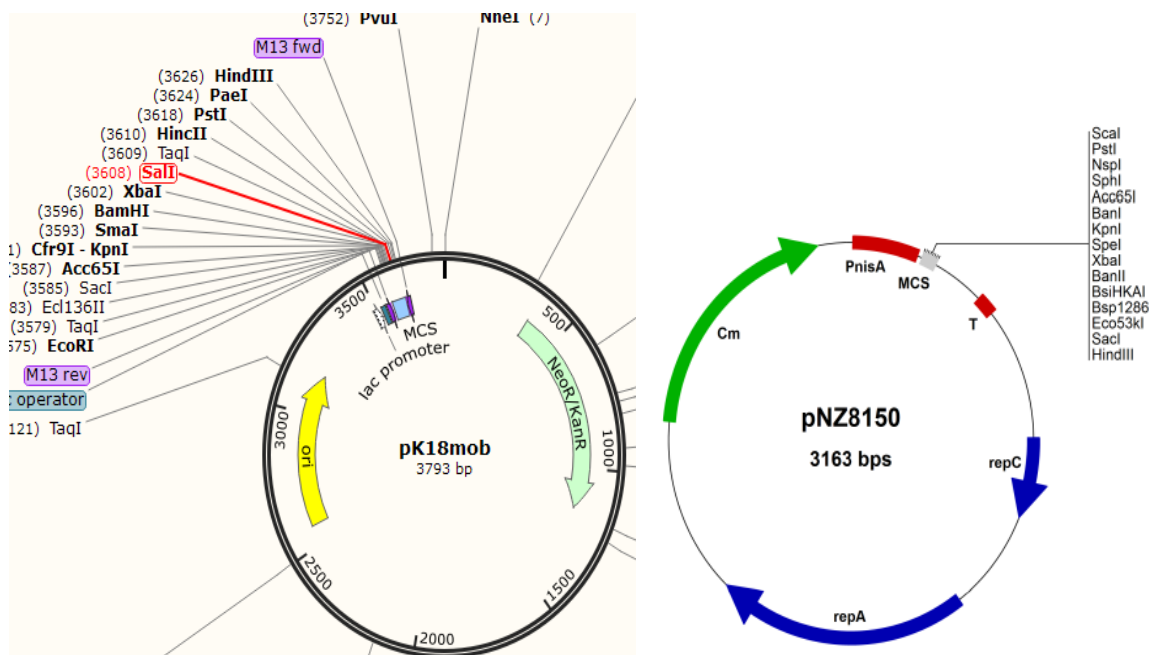 (3752) PvuI
NheI (7)
M13 fwd
(3626) HindIII
(3624) PaeI
(3618) PstI
(3610) HincII
(3609) TaqI
(3608) SalI
(3602) XbaI
(3596) BamHI
(3593) SmaI
1) Cfr9I - KpnI
(3587) Acc65I
(3585) SacI
83) Ecl136II
(3579) TaqI
575) EcoRI
M13 rev
c operator
121) TaqI
lac promoter
MCS
3500
500
NeoR/KanR
1000
1500
2000
2500
3000
ori
pK18mob
3793 bp
ScaI
PstI
NspI
SphI
Acc65I
BanI
KpnI
SpeI
XbaI
BanII
BsiHKAI
Bsp1286
Eco53kI
SacI
HindIII
PnisA
MCS
T
Cm
pNZ8150
3163 bps
repC
repA